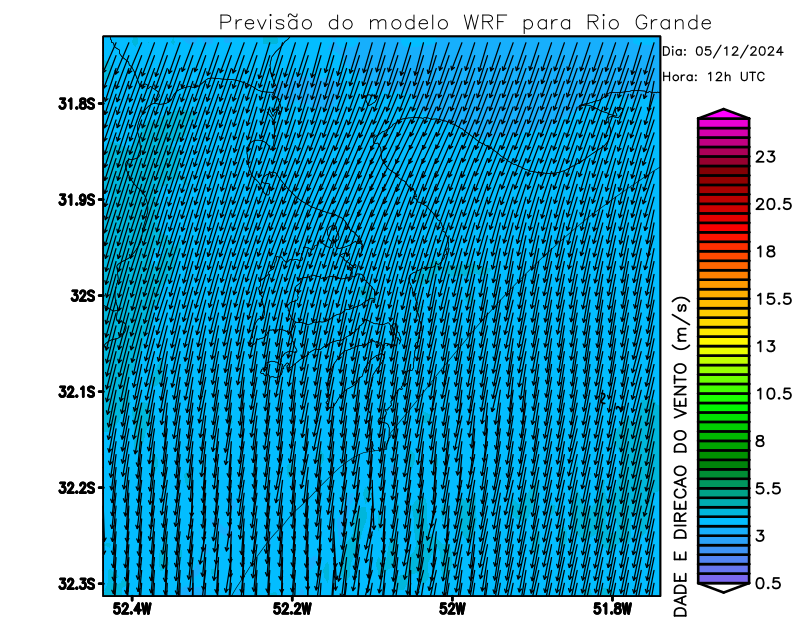 Previsão do modelo WRF para Rio Grande
Dia: 05/12/2024
Hora: 12h UTC
31.8S
31.9S
32S
32.1S
32.2S
32.3S
52.4W
52.2W
52W
51.8W
23
20.5
18
15.5
13
10.5
8
5.5
3
0.5
DADE E DIRECAO DO VENTO (m/s)